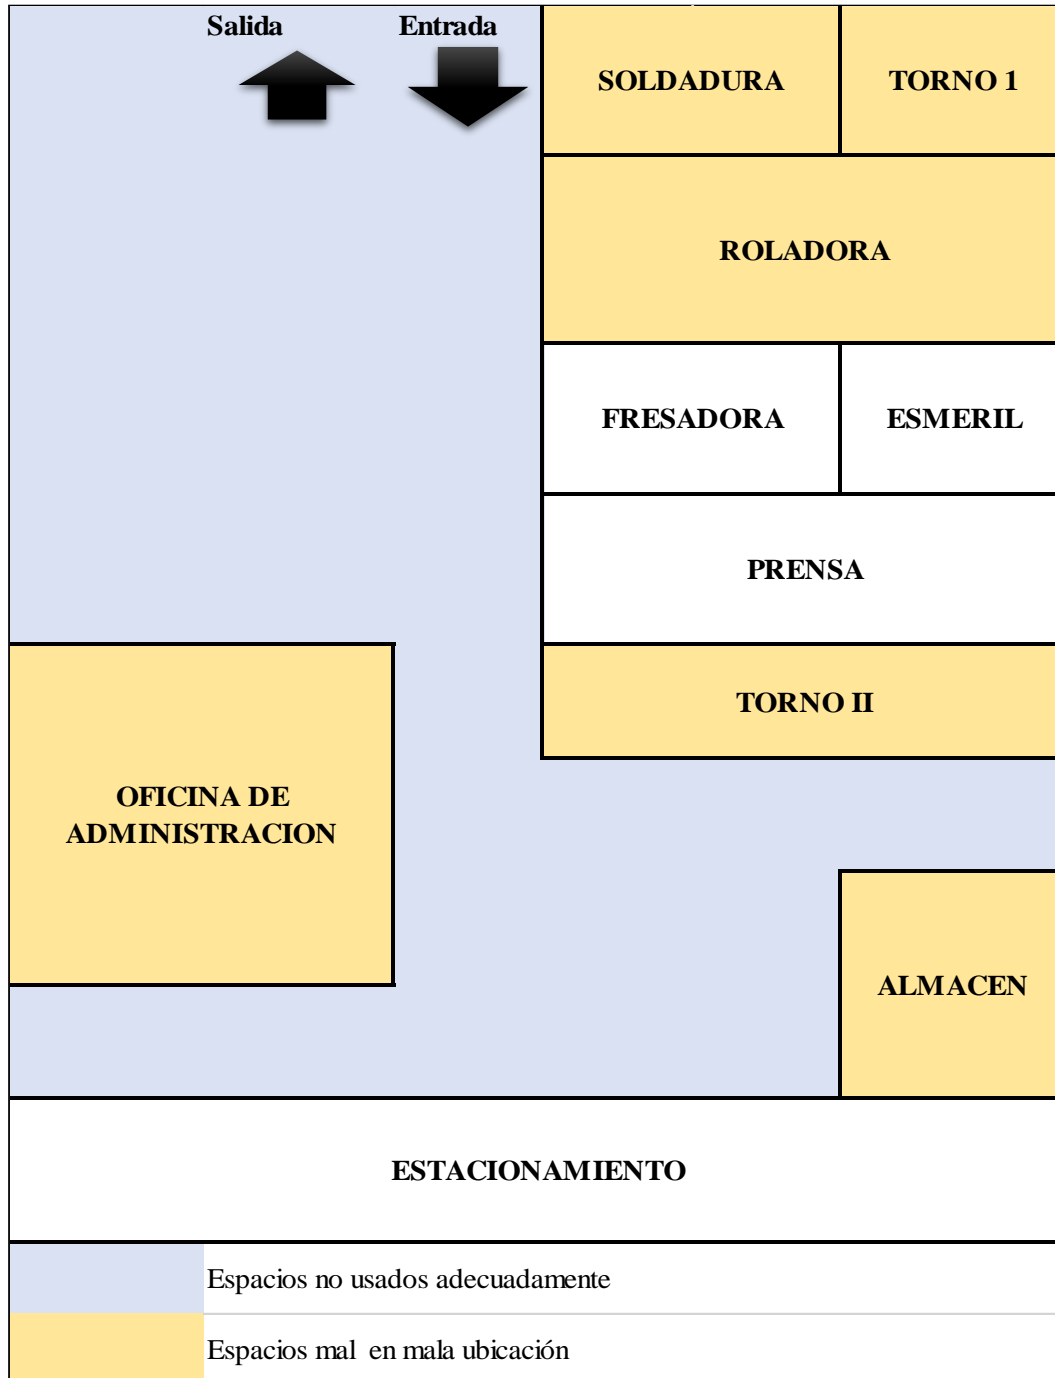 Salida
Entrada
SOLDADURA
TORNO 1
ROLADORA
FRESADORA
ESMERIL
PRENSA
TORNO II
OFICINA DE
ADMINISTRACION
ALMACEN
ESTACIONAMIENTO
Espacios no usados adecuadamente
Espacios mal en mala ubicación